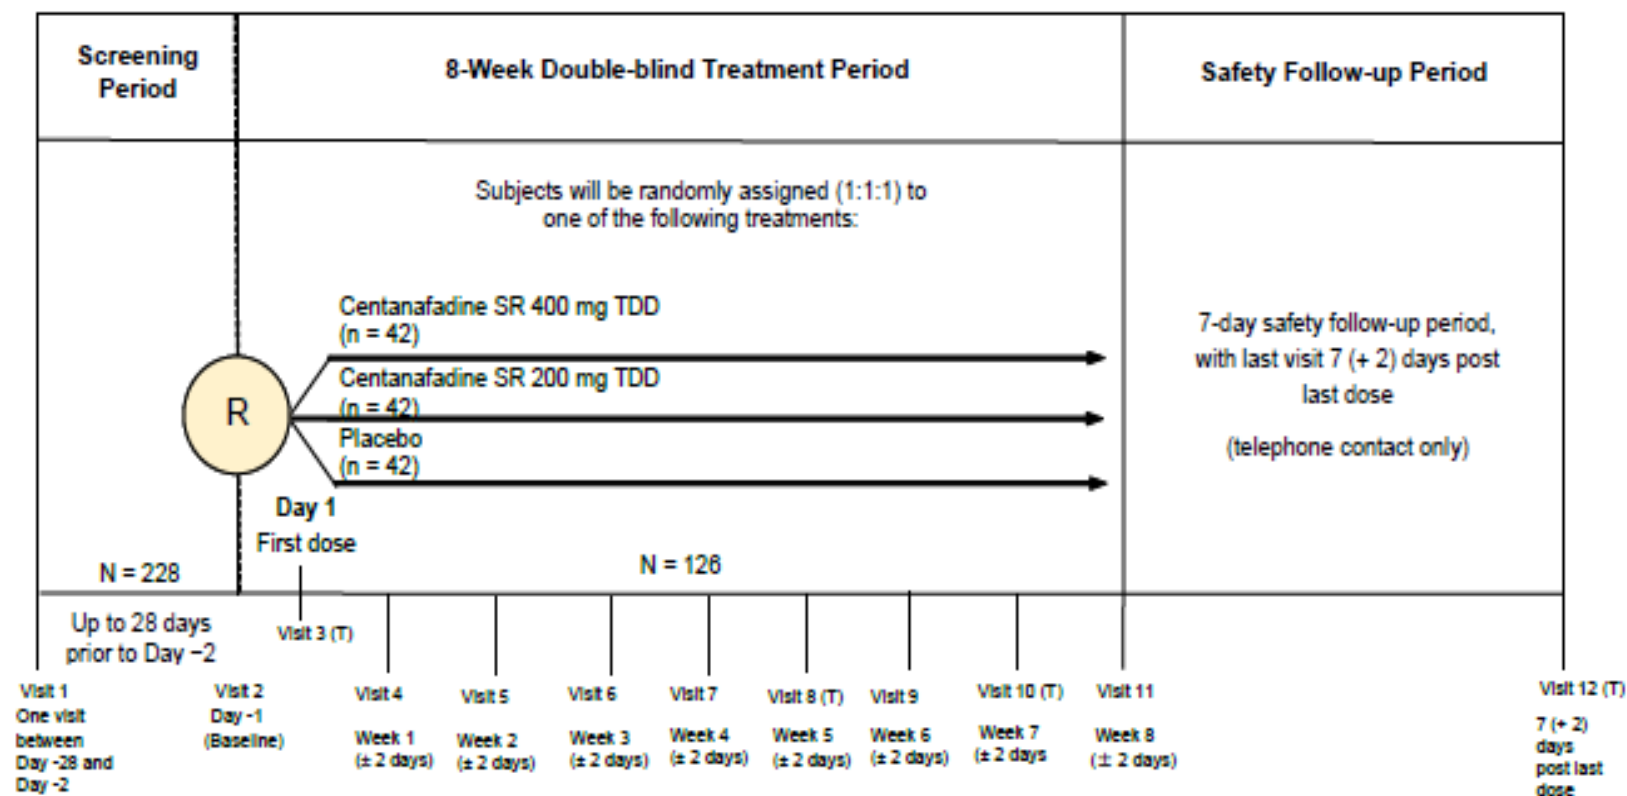 Screening
Period
8-Week Double-blind Treatment Period
Safety Follow-up Period
Subjects will be randomly assigned (1:1:1) to
one of the following treatments:
Centanafadine SR 400 mg TDD
(n = 42)
Centanafadine SR 200 mg TDD
(n = 42)
Placebo
(n = 42)
R
Day 1
First dose
7-day safety follow-up period,
with last visit 7 (+ 2) days post
last dose
(telephone contact only)
N = 228
N = 126
Up to 28 days
prior to Day −2
Visit 3 (T)
Visit 1
One visit
between
Day -28 and
Day -2
Visit 2
Day -1
(Baseline)
Visit 4
Week 1
(± 2 days)
Visit 5
Week 2
(± 2 days)
Visit 6
Week 3
(± 2 days)
Visit 7
Week 4
(± 2 days)
Visit 8 (T)
Week 5
(± 2 days)
Visit 9
Week 6
(± 2 days)
Visit 10 (T)
Week 7
(± 2 days
Visit 11
Week 8
(± 2 days)
Visit 12 (T)
7 (+ 2)
days
post last
dose